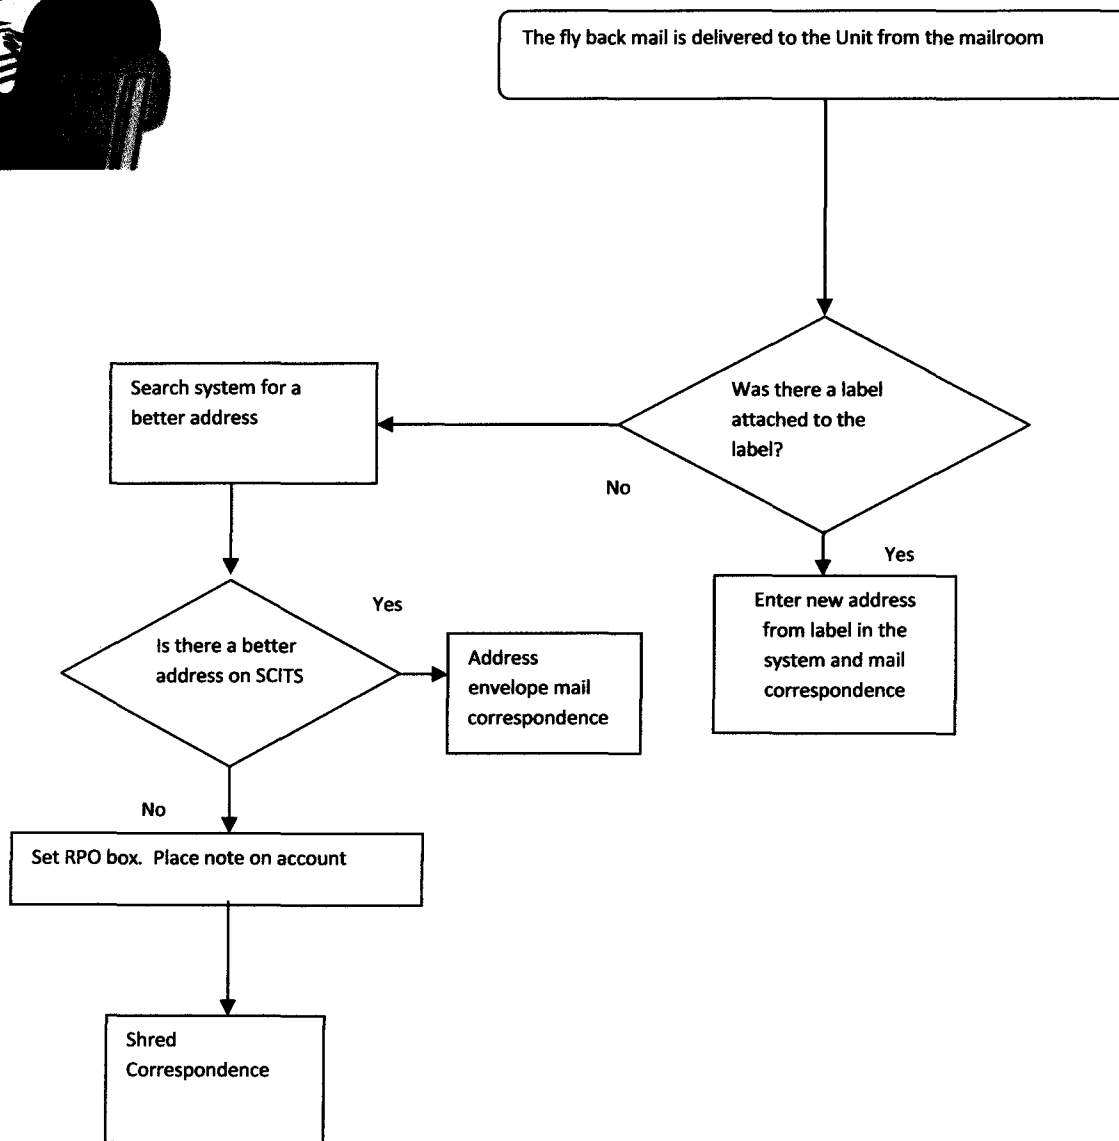 The fly back mail is delivered to the Unit from the mailroom
Was there a label
attached to the
label?
No
Yes
Search system for a
better address
Enter new address
from label in the
system and mail
correspondence
Is there a better
address on SCITS
Yes
Address
envelope mail
correspondence
No
Set RPO box.  Place note on account
Shred
Correspondence